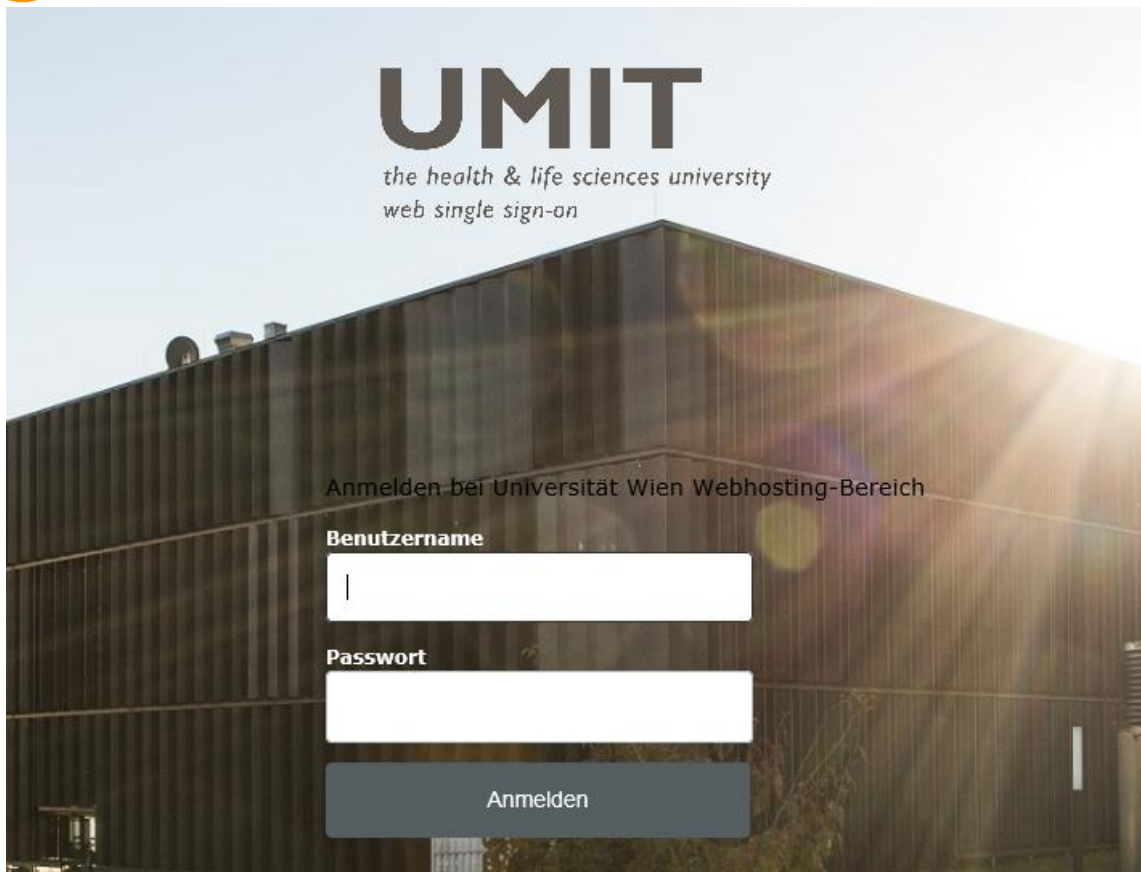 UMIT
the health & life sciences university
web single sign-on
Anmelden bei Universität Wien Webhosting-Bereich
Benutzername
Passwort
Anmelden